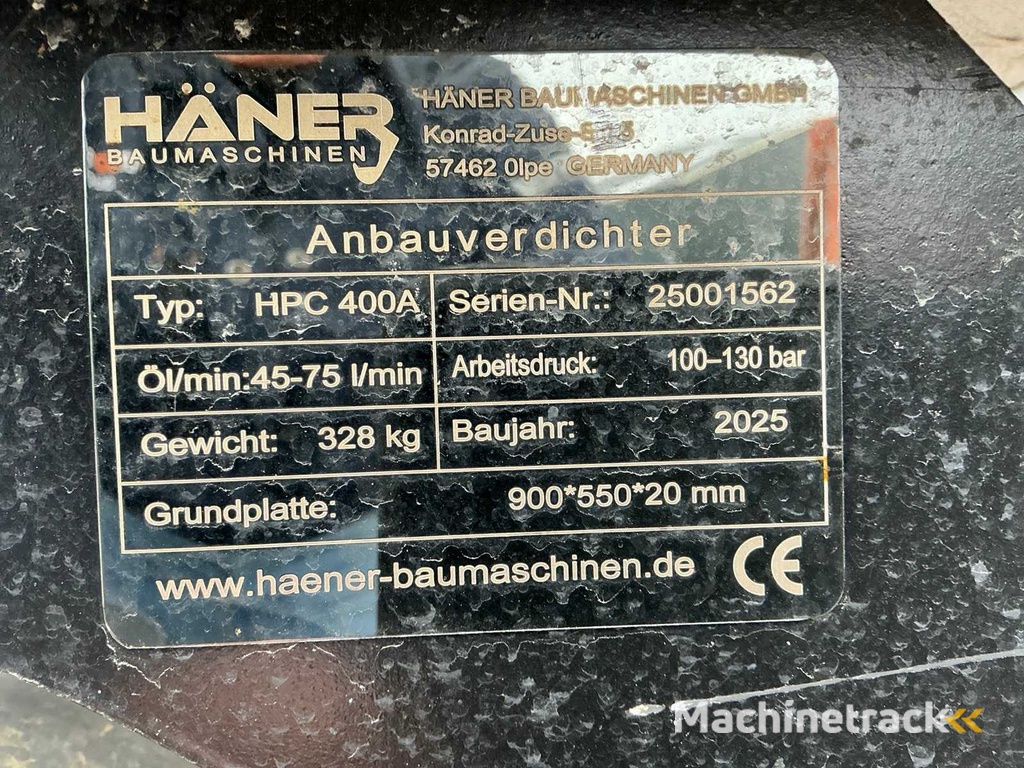 HÄNER
BAUMASCHINEN
HÄNER BAUMASCHINEN GMBH
Konrad-Zuse-
57462 Olpe GERMANY
Anbauverdichter
Typ: HPC 400A
Serien-Nr.: 25001562
Öl/min:45-75 l/min
Arbeitsdruck: 100–130 bar
Gewicht: 328 kg
Baujahr: 2025
Grundplatte: 900*550*20 mm
www.haener-baumaschinen.de CE
Machinetrack